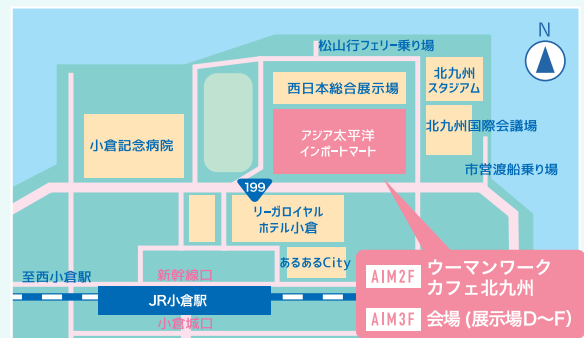 N
松山行フェリー乗り場
西日本総合展示場
北九州
スタジアム
アジア太平洋
インポートマート
北九州国際会議場
小倉記念病院
市営渡船乗り場
199
リーガロイヤル
ホテル小倉
あるあるCity
至西小倉駅
新幹線口
JR小倉駅
小倉城口
AIM2F
ウーマンワーク
カフェ北九州
AIM3F
会場 (展示場D〜F)